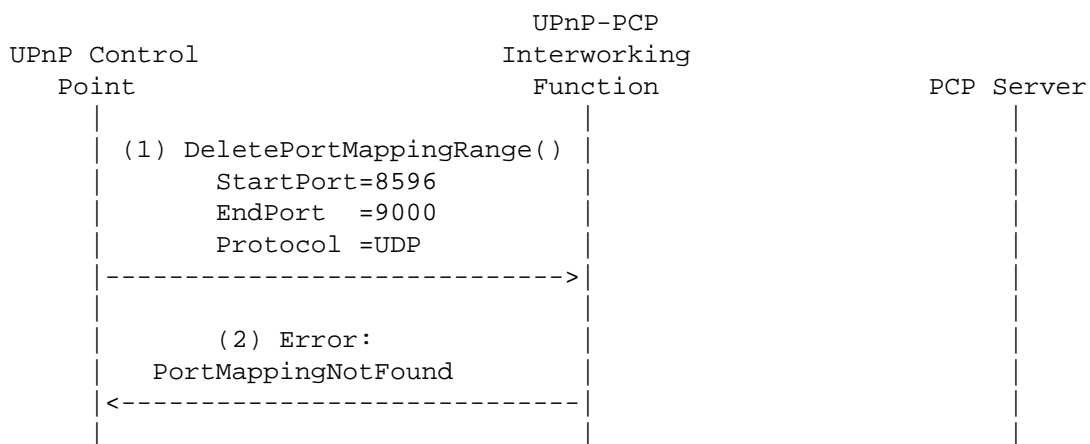 UPnP-PCP
UPnP Control Interworking
Point Function PCP Server
(1) DeletePortMappingRange()
StartPort=8596
EndPort =9000
Protocol =UDP
(2) Error:
PortMappingNotFound